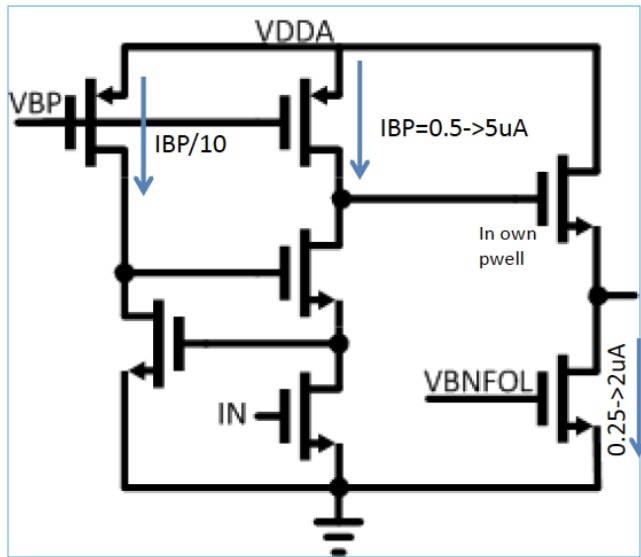 VDDA
VBP
IBP/10
IBP=0.5->5uA
In own
pwell
IN
VBNFOL
0.25->2uA